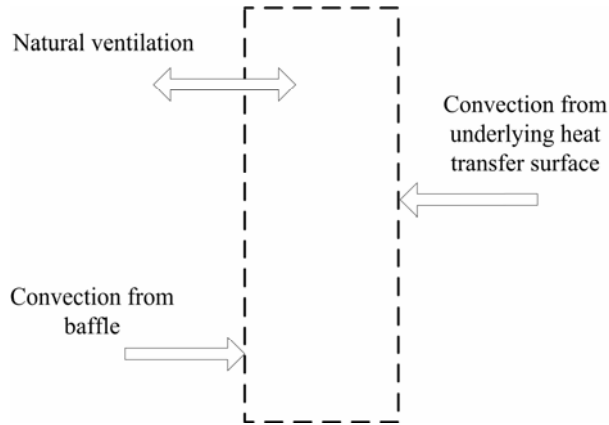 Natural ventilation
Convection from
underlying heat
transfer surface
Convection from
baffle